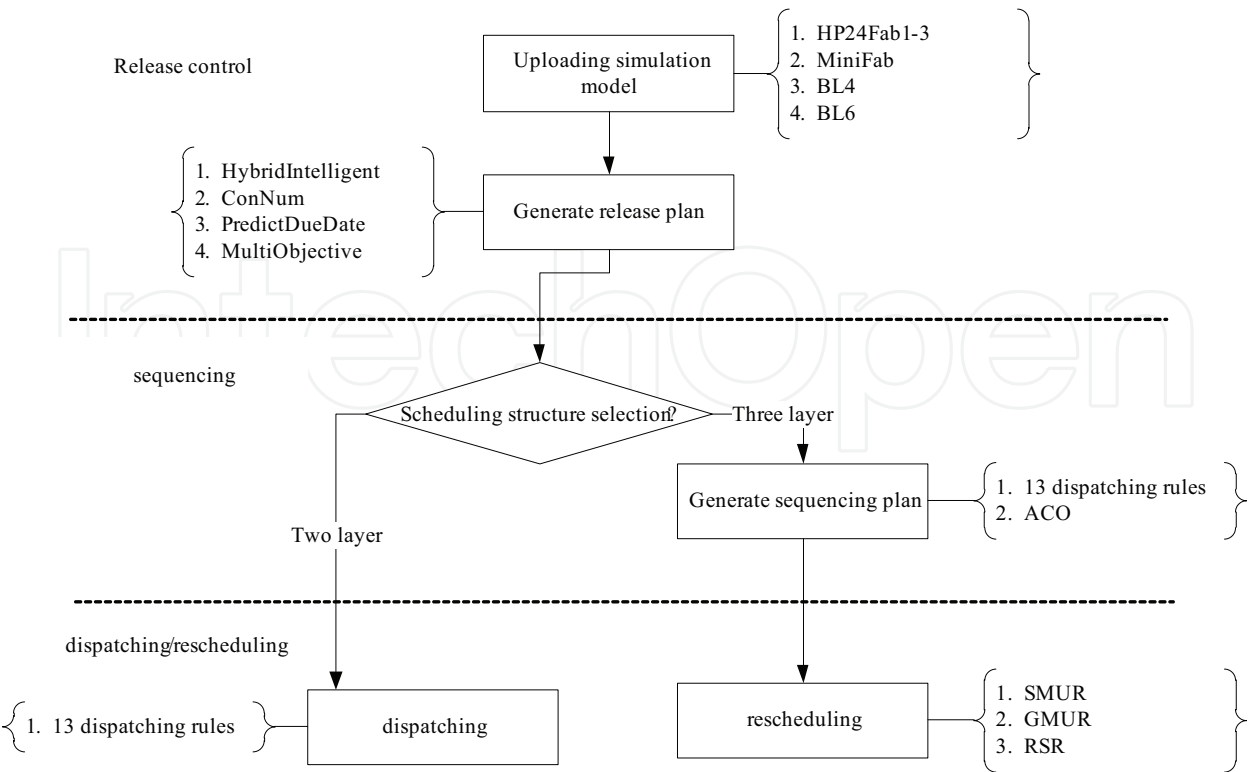 Release control
Uploading simulation
model
1. HP24Fab1-3
2. MiniFab
3. BL4
4. BL6
1. HybridIntelligent
2. ConNum
3. PredictDueDate
4. MultiObjective
Generate release plan
IntechOpen
sequencing
Scheduling structure selection?
Three layer
Two layer
Generate sequencing plan
1. 13 dispatching rules
2. ACO
dispatching/rescheduling
1. 13 dispatching rules
dispatching
rescheduling
1. SMUR
2. GMUR
3. RSR